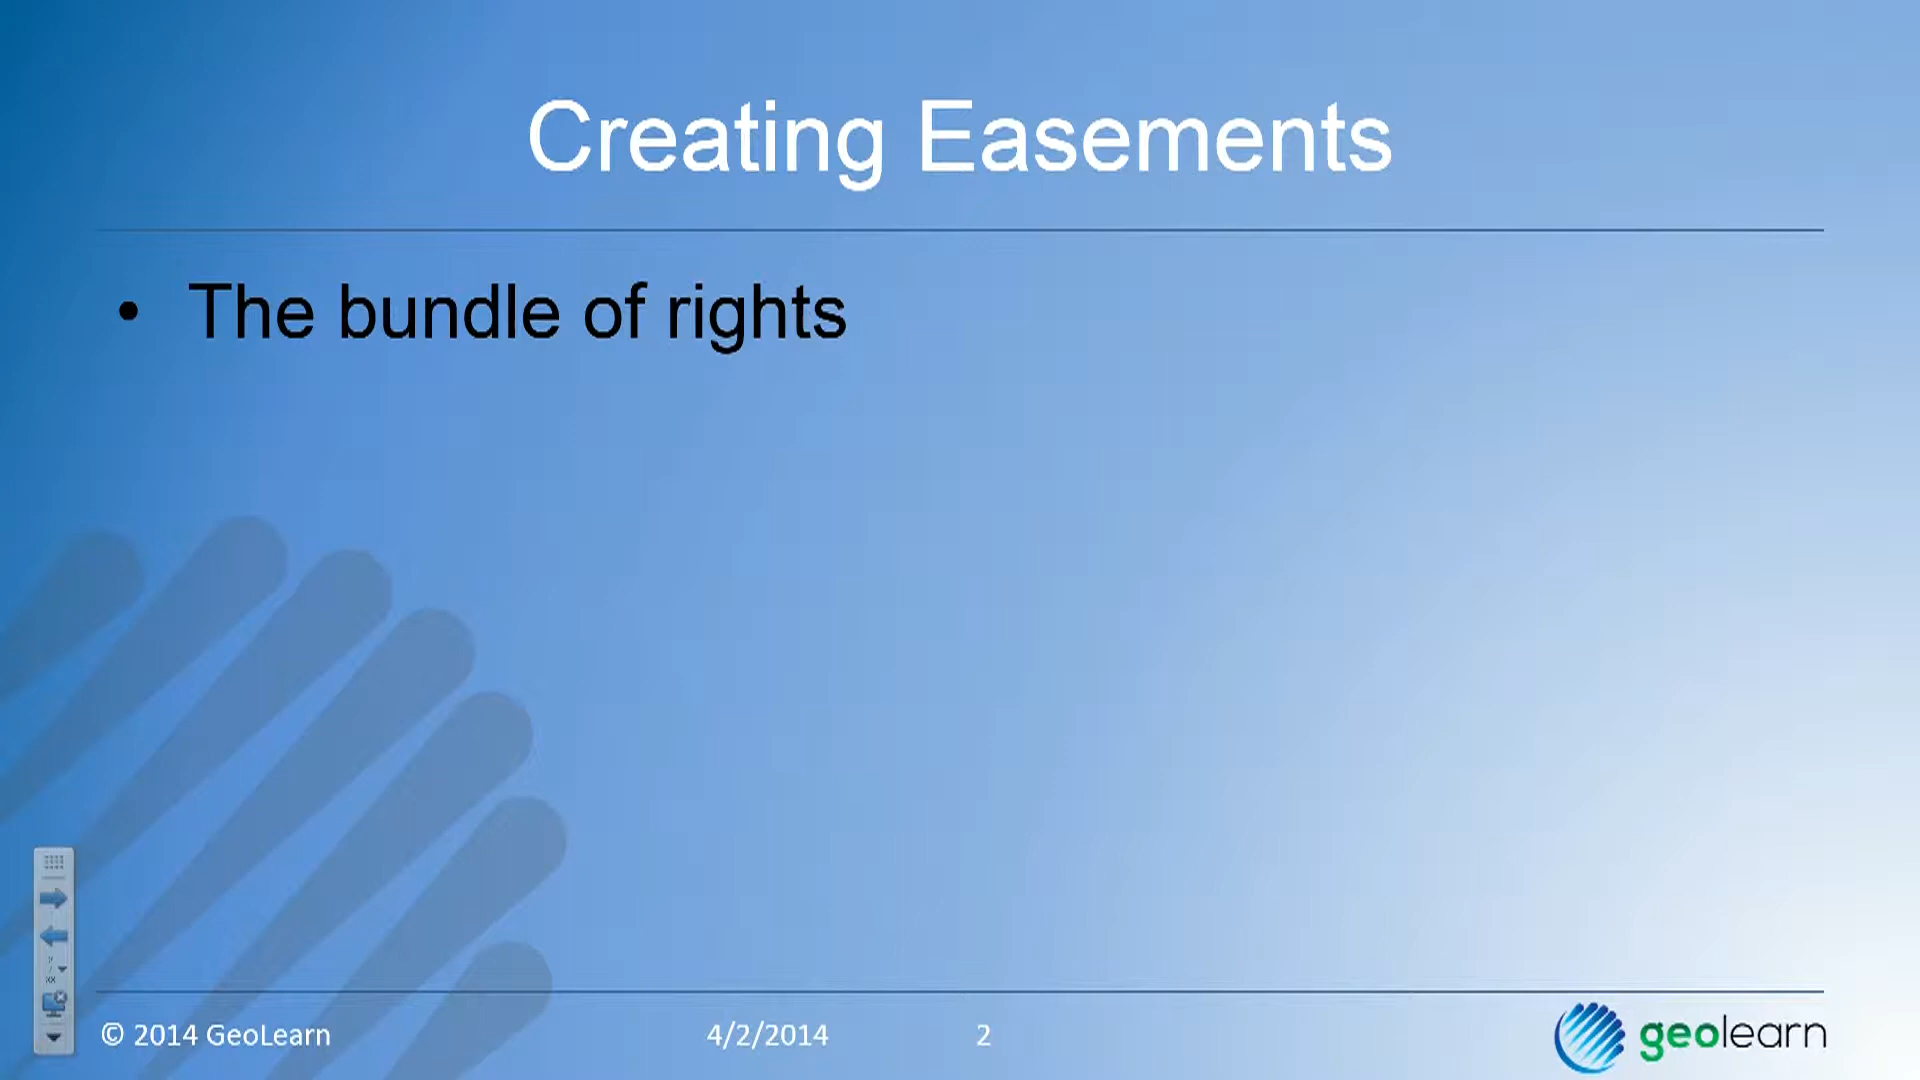 Creating Easements
• The bundle of rights
© 2014 GeoLearn 4/2/2014 2 geolearn